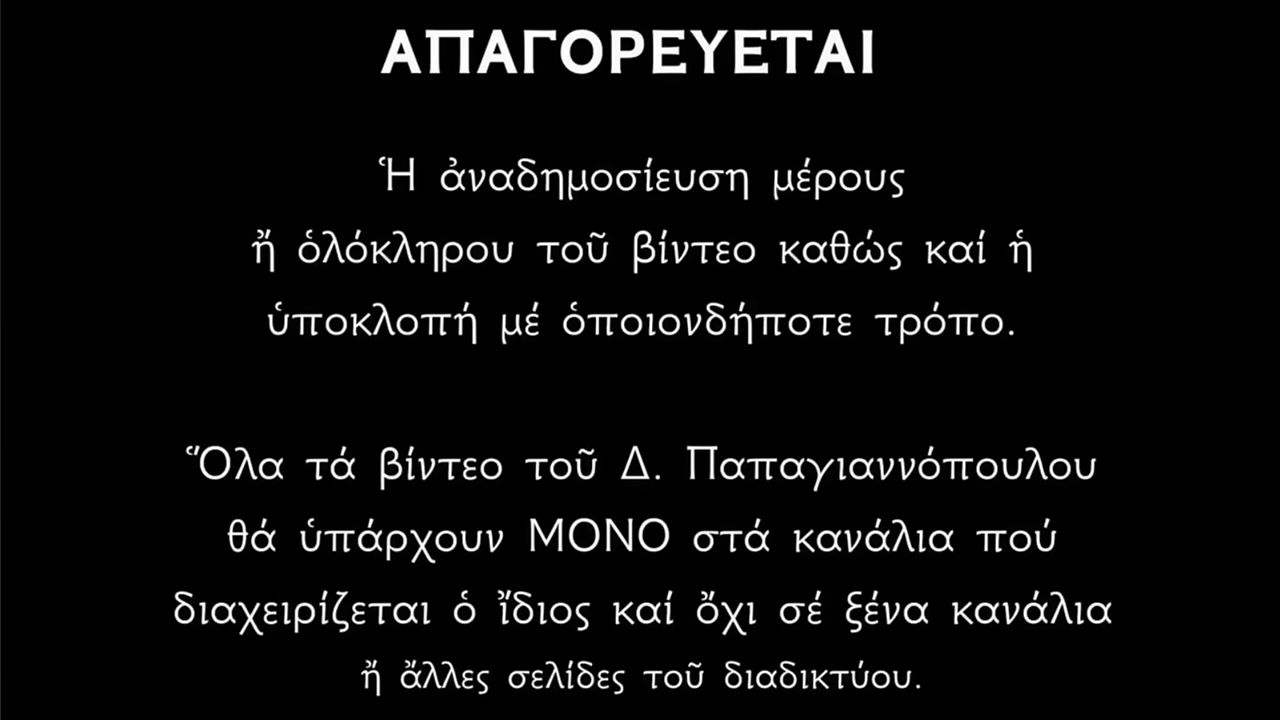 ΑΠΑΓΟΡΕΥΕΤΑΙ
Ἡ ἀναδημοσίευση μέρους
ἤ ὁλόκληρου τοῦ βίντεο καθώς καί ἡ
ὑποκλοπή μέ ὁποιονδήποτε τρόπο.
Ὅλα τά βίντεο τοῦ Δ. Παπαγιαννόπουλου
θά ὑπάρχουν ΜΟΝΟ στά κανάλια πού
διαχειρίζεται ὁ ἴδιος καί ὄχι σέ ξένα κανάλια
ἤ ἄλλες σελίδες τοῦ διαδικτύου.